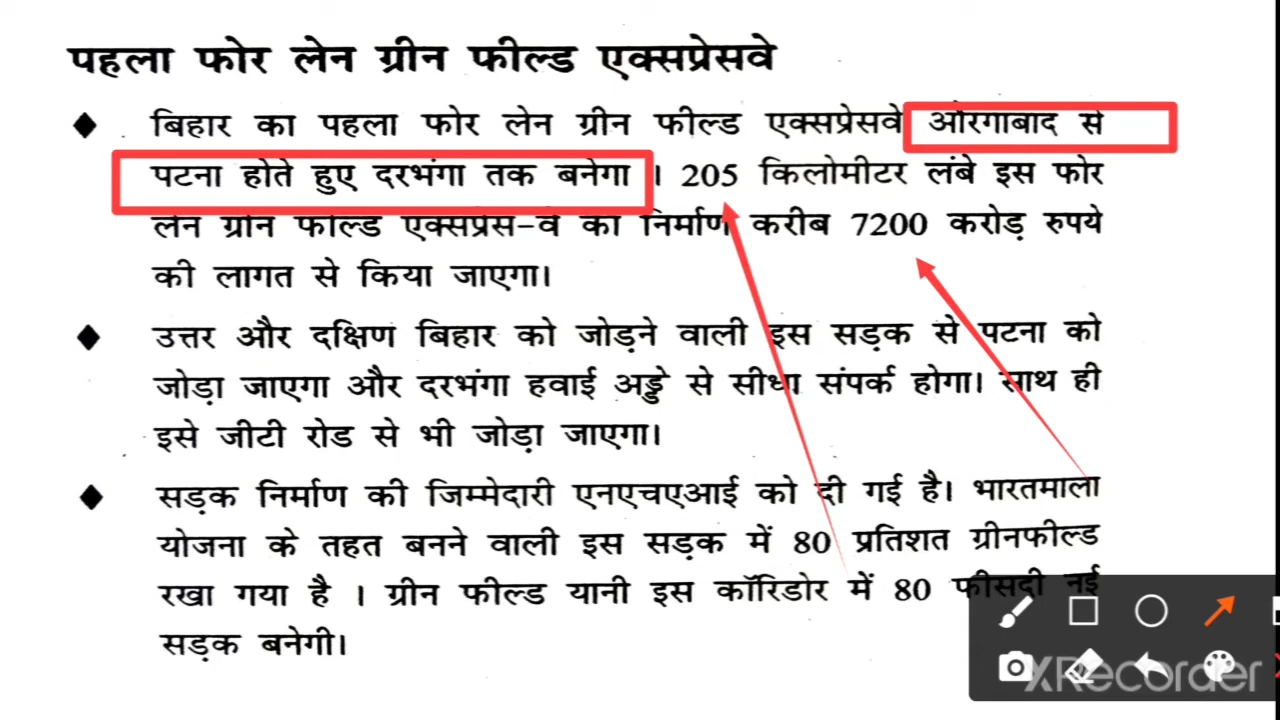 पहला फोर लेन ग्रीन फील्ड एक्सप्रेसवे
बिहार का पहला फोर लेन ग्रीन फील्ड एक्सप्रेसवे औरंगाबाद से
पटना होते हुए दरभंगा तक बनेगा । 205 किलोमीटर लंबे इस फोर
लेन ग्रीन फील्ड एक्सप्रेस-वे का निर्माण करीब 7200 करोड़ रुपये
की लागत से किया जाएगा।
उत्तर और दक्षिण बिहार को जोड़ने वाली इस सड़क से पटना को
जोड़ा जाएगा और दरभंगा हवाई अड्डे से सीधा संपर्क होगा। साथ ही
इसे जीटी रोड से भी जोड़ा जाएगा।
सड़क निर्माण की जिम्मेदारी एनएचएआई को दी गई है। भारतमाला
योजना के तहत बनने वाली इस सड़क में 80 प्रतिशत ग्रीनफील्ड
रखा गया है । ग्रीन फील्ड यानी इस कॉरिडोर में 80 फीसदी नई
सड़क बनेगी।
XRecorder